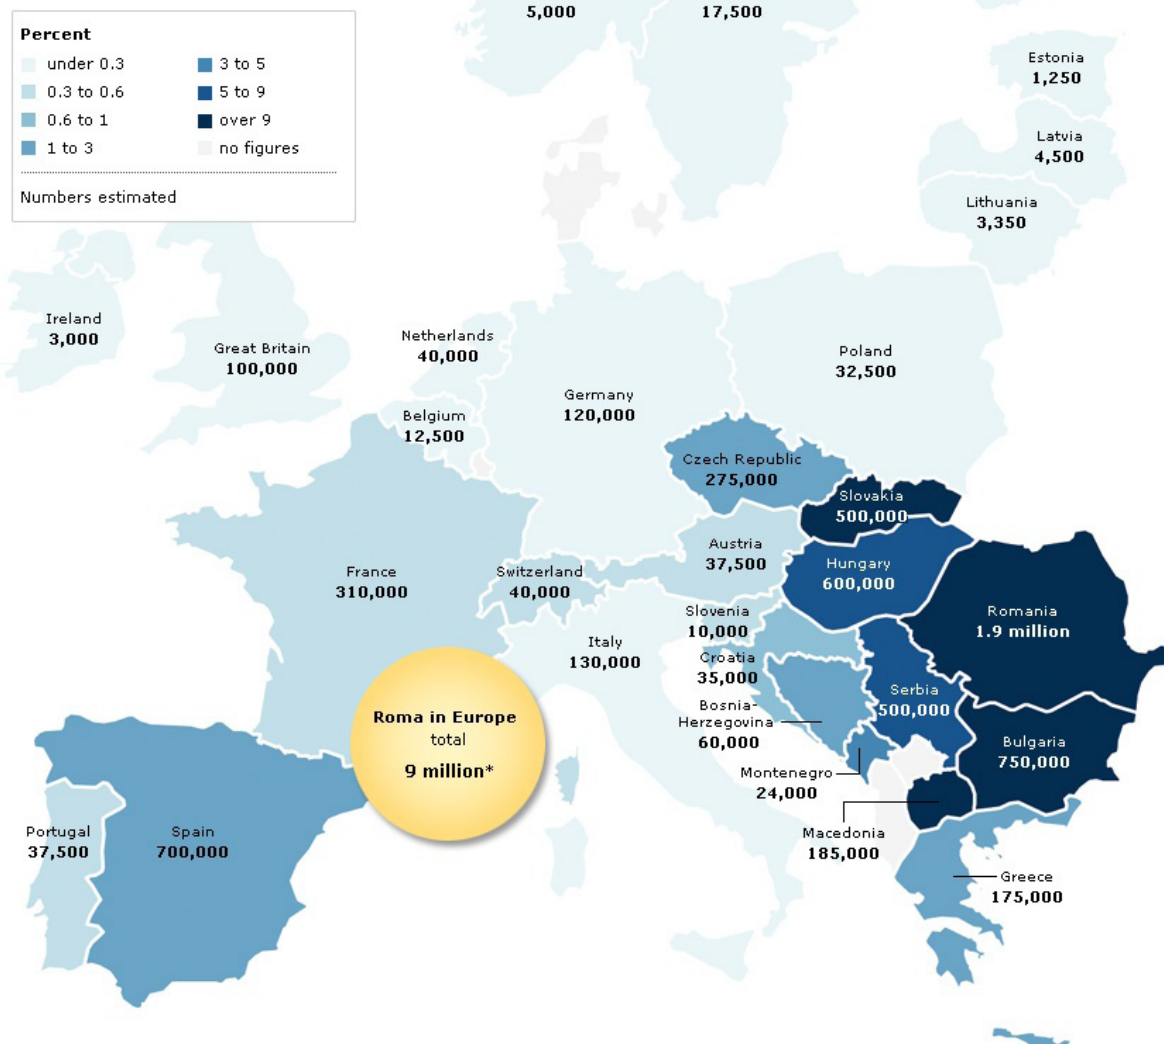 5,000
17,500
Percent
under 0.3
0.3 to 0.6
0.6 to 1
1 to 3
3 to 5
5 to 9
over 9
no figures
Numbers estimated
Estonia
1,250
Latvia
4,500
Lithuania
3,350
Ireland
3,000
Great Britain
100,000
Netherlands
40,000
Belgium
12,500
Germany
120,000
Poland
32,500
Czech Republic
275,000
Slovakia
500,000
Austria
37,500
Hungary
600,000
France
310,000
Switzerland
40,000
Slovenia
10,000
Romania
1.9 million
Italy
130,000
Croatia
35,000
Serbia
500,000
Bosnia-
Herzegovina
60,000
Roma in Europe
total
9 million*
Bulgaria
750,000
Montenegro
24,000
Portugal
37,500
Spain
700,000
Macedonia
185,000
Greece
175,000